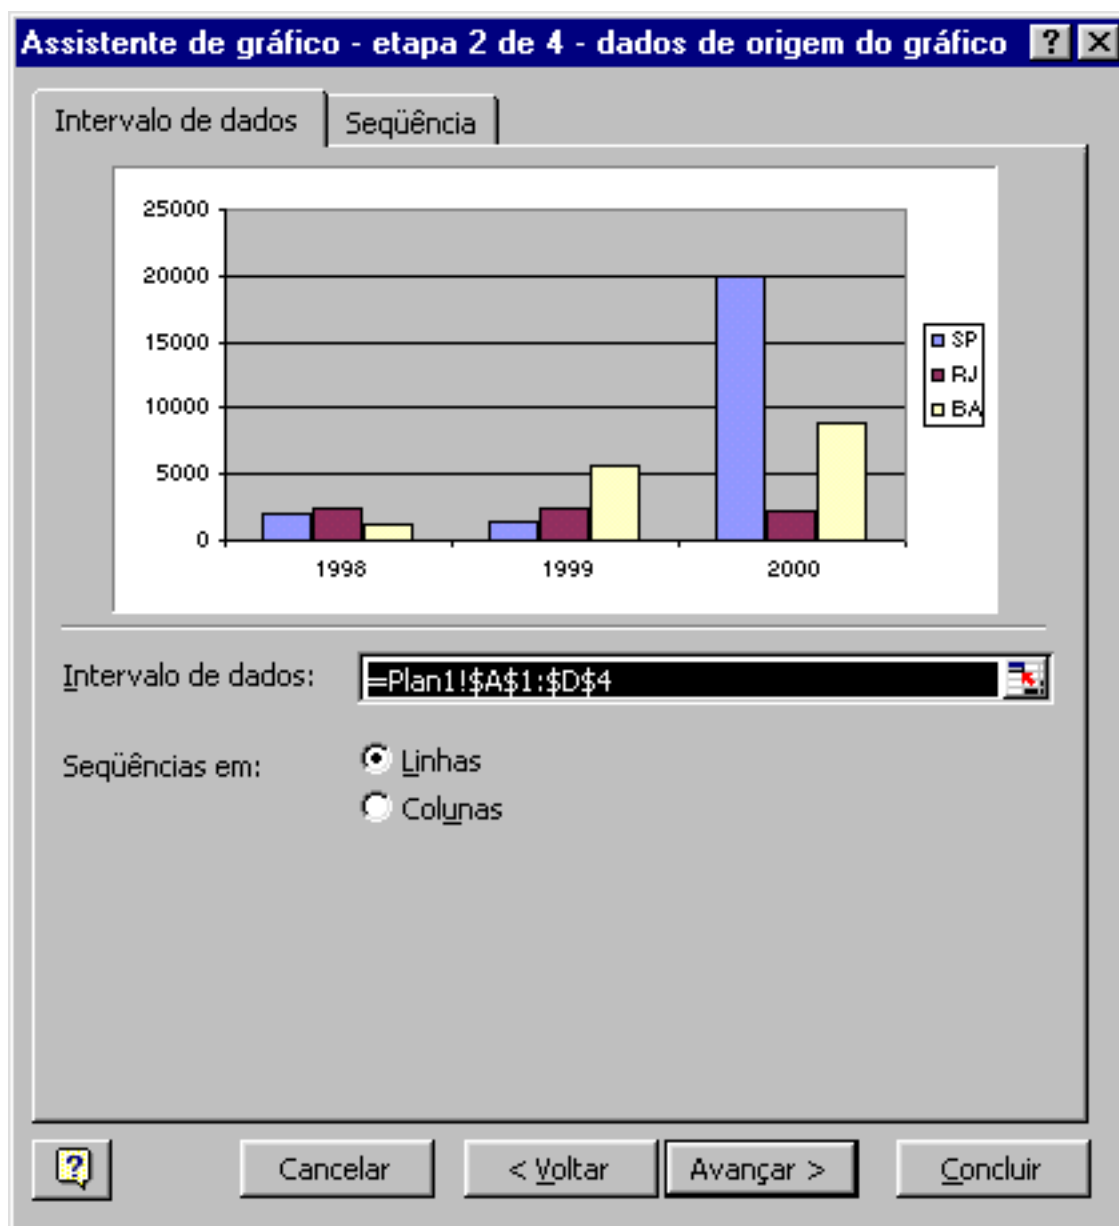 Assistente de gráfico - etapa 2 de 4 - dados de origem do gráfico
Intervalo de dados
Seqüência
25000
20000
15000
10000
5000
0
1998
1999
2000
SP
RJ
BA
Intervalo de dados:
=Plan1!$A$1:$D$4
Seqüências em:
Linhas
Colunas
Cancelar
< Voltar
Avançar >
Concluir